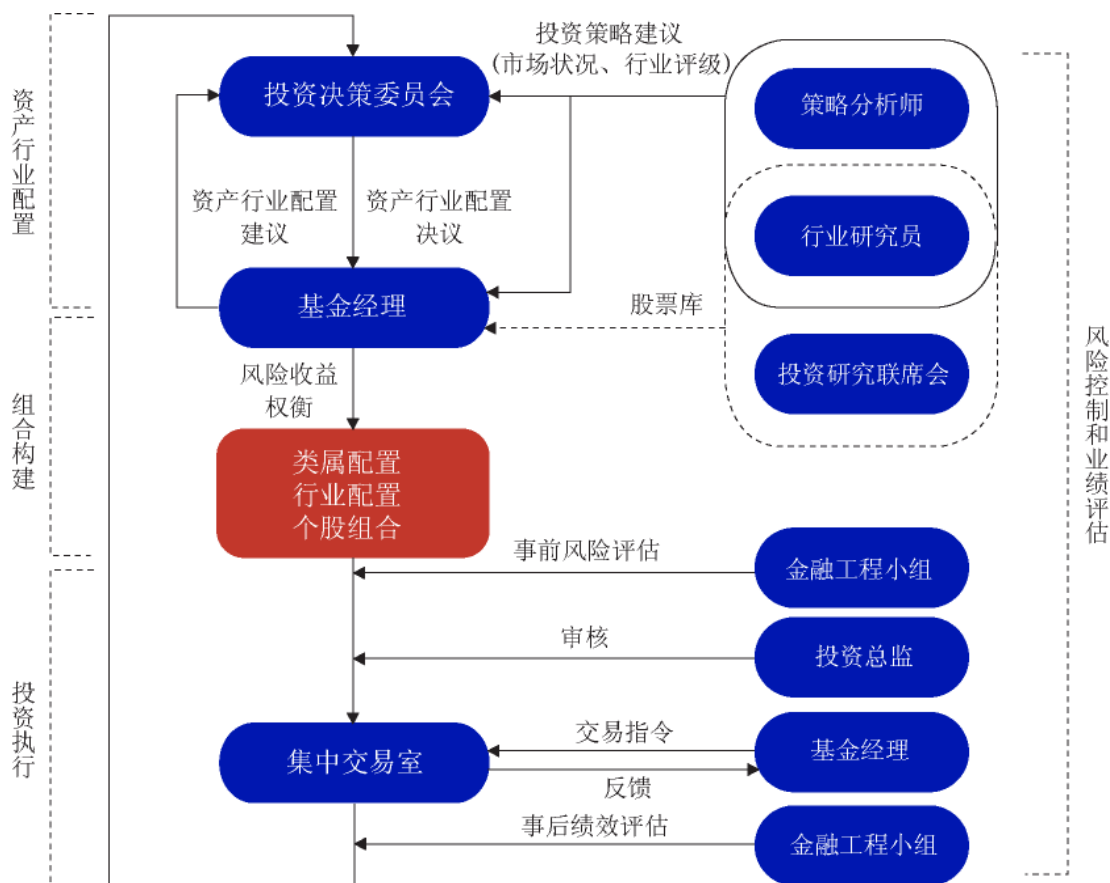 投资策略建议
(市场状况、行业评级)
投资决策委员会
策略分析师
资产行业配置
资产行业配置
建议
资产行业配置
决议
行业研究员
基金经理
股票库
投资研究联席会
风险收益
权衡
组合构建
类属配置
行业配置
个股组合
风险控制和业绩评估
事前风险评估
金融工程小组
审核
投资总监
投资执行
集中交易室
交易指令
反馈
基金经理
事后绩效评估
金融工程小组